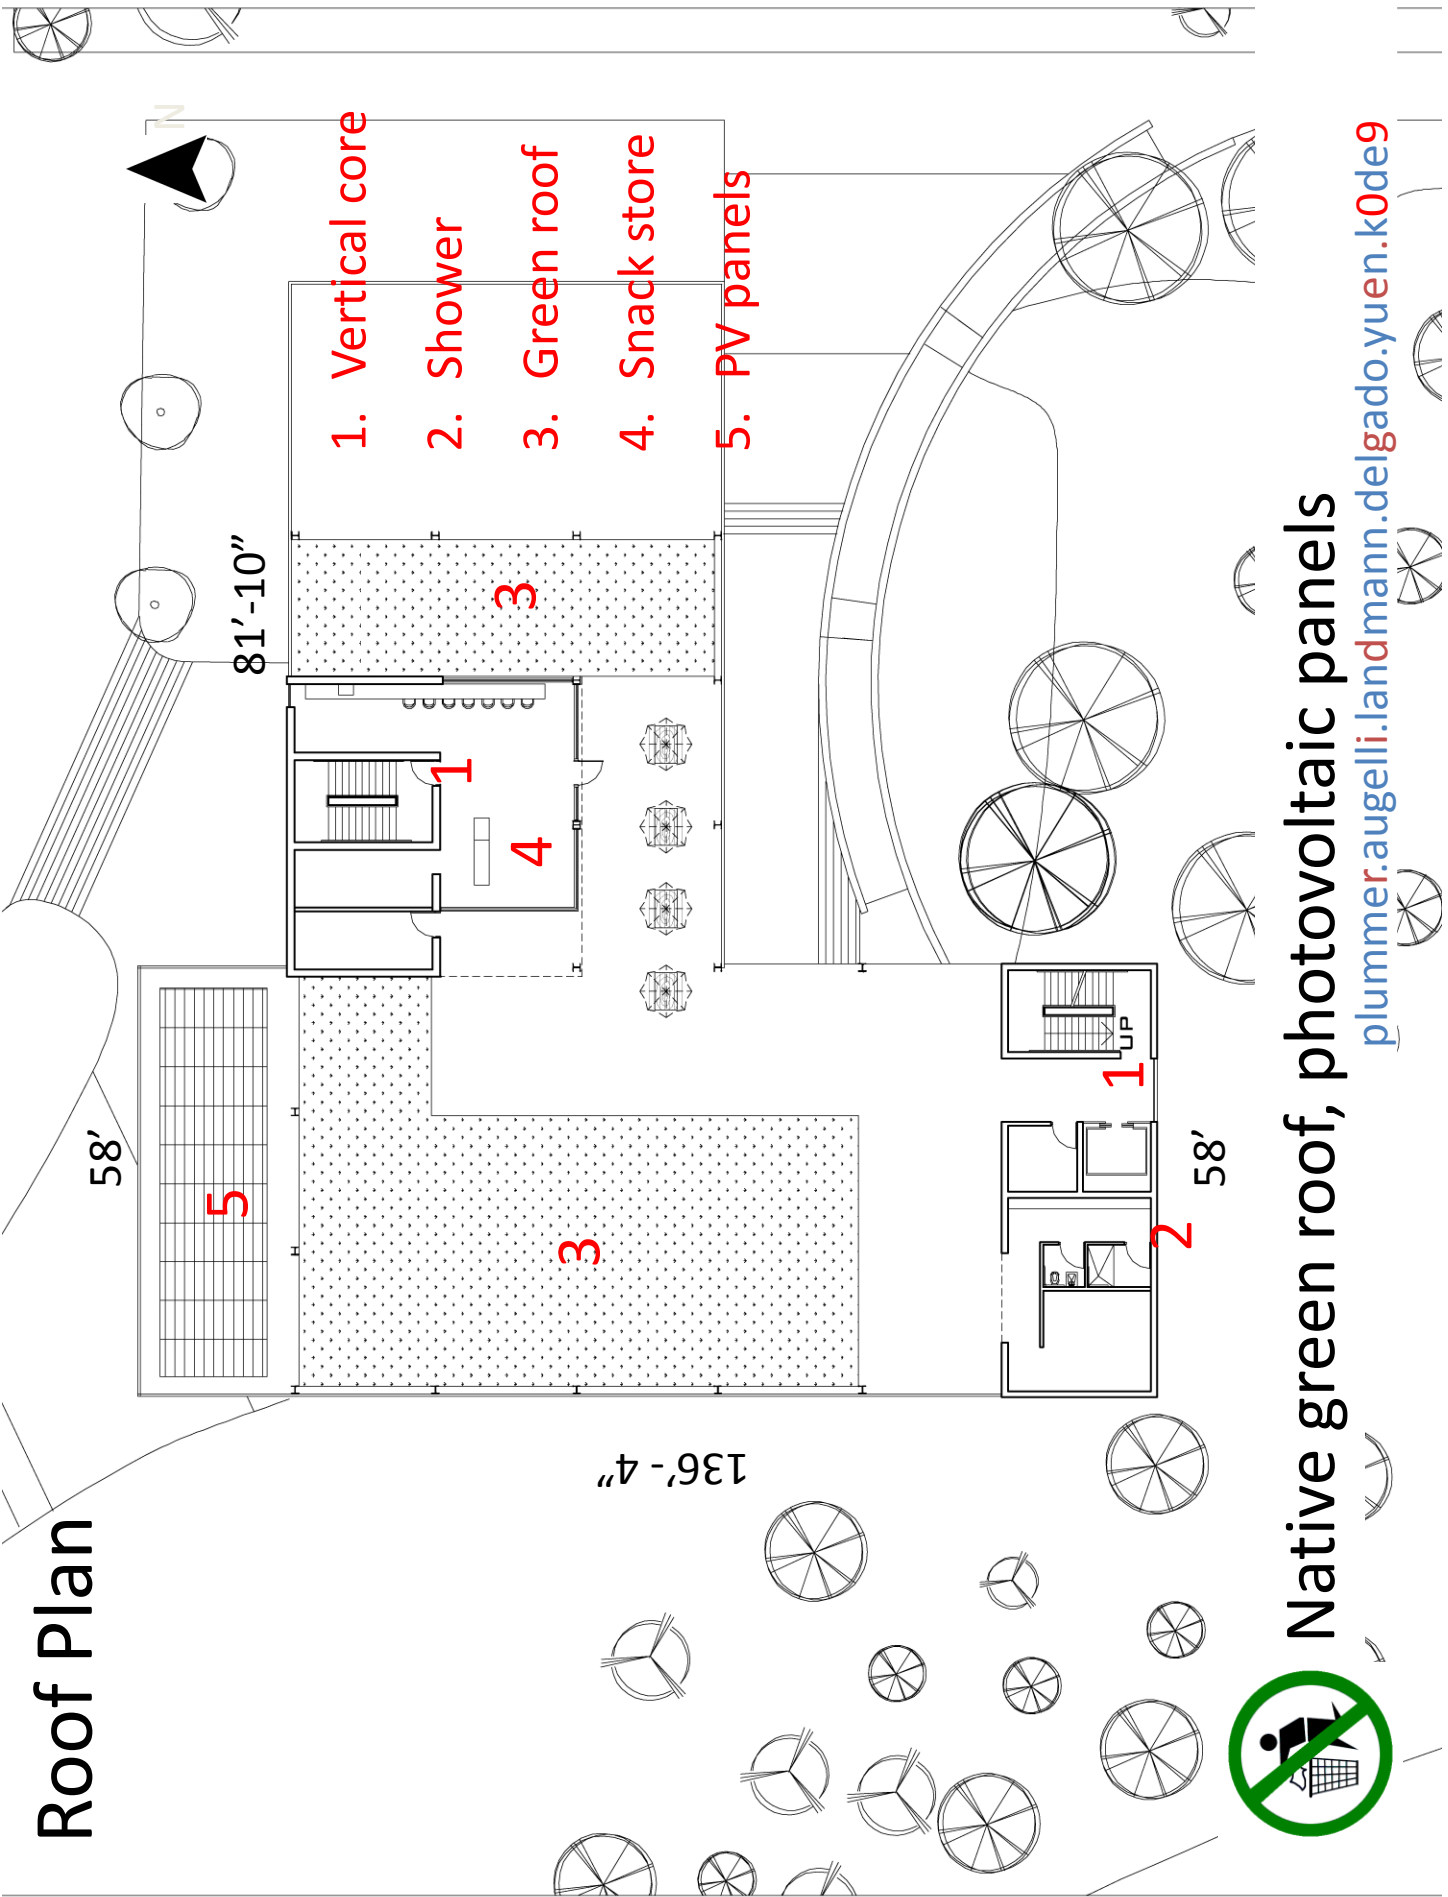 Roof Plan
N
58’
81’-10”
136’- 4”
58’
1. Vertical core
2. Shower
3. Green roof
4. Snack store
5. PV panels
5
3
3
1
4
1
2
UP
Native green roof, photovoltaic panels
plummer.augelli.landmann.delgado.yuen.k0de9